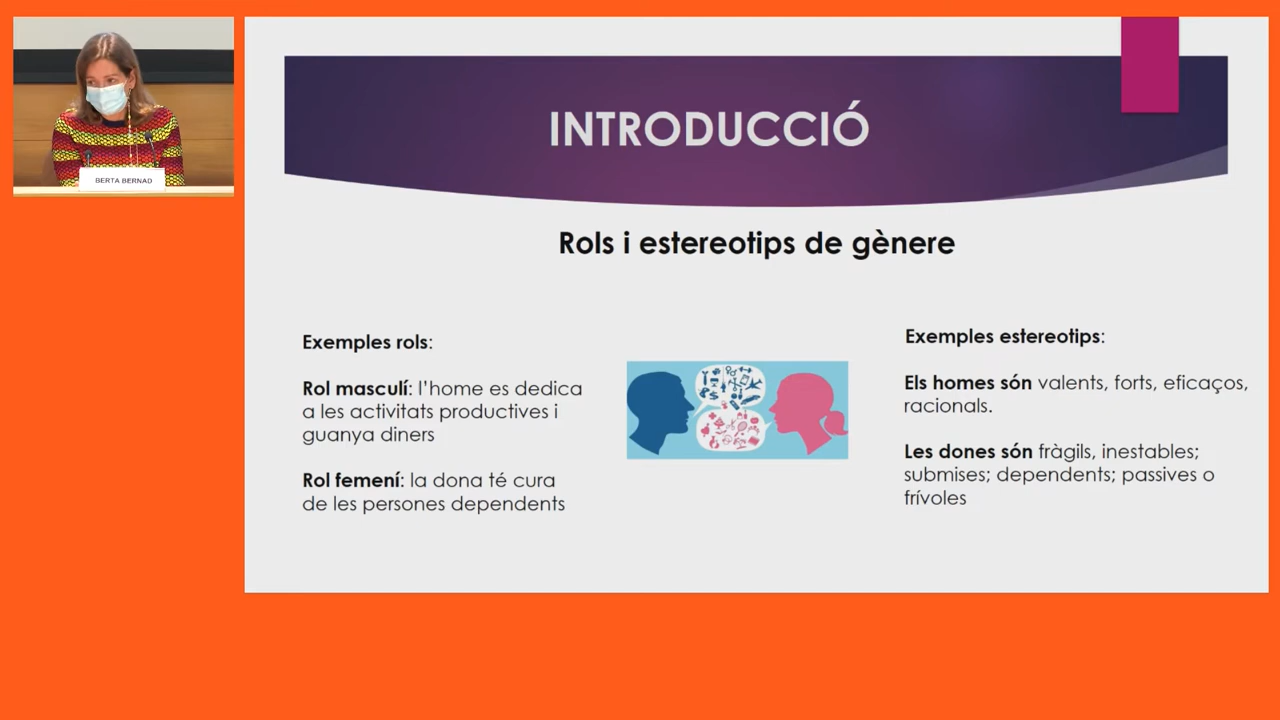 BERTA BERNAD
INTRODUCCIÓ
Rols i estereotips de gènere
Exemples rols:
Rol masculí: l'home es dedica
a les activitats productives i
guanya diners
Rol femení: la dona té cura
de les persones dependents
Exemples estereotips:
Els homes són valents, forts, eficaços,
racionals.
Les dones són fràgils, inestables;
submises; dependents; passives o
frívoles